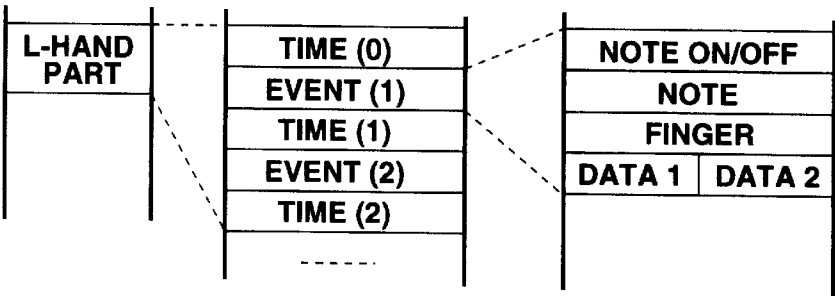 L-HAND
PART
TIME (0)
EVENT (1)
TIME (1)
EVENT (2)
TIME (2)
NOTE ON/OFF
NOTE
FINGER
DATA 1 DATA 2